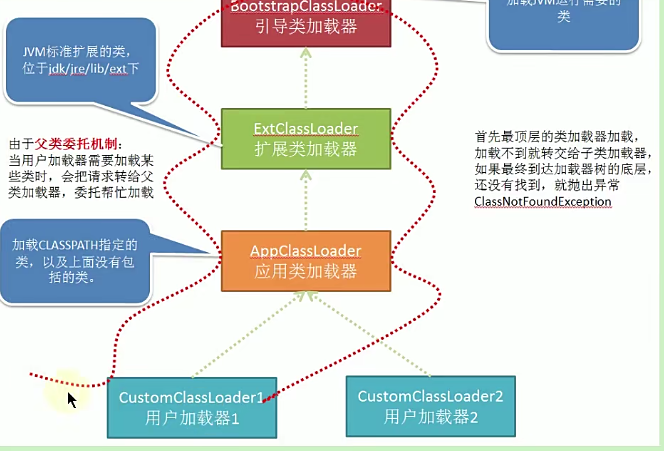 BootstrapClassLoader
引导类加载器
加载JVM运行需要的
类
JVM标准扩展的类，
位于jdk/jre/lib/ext下
ExtClassLoader
扩展类加载器
由于父类委托机制：
当用户加载器需要加载某
些类时，会把请求转给父
类加载器，委托帮忙加载
首先最顶层的类加载器加载，
加载不到就转交给子类加载器，
如果最终到达加载器树的底层，
还没有找到，就抛出异常
ClassNotFoundException
加载CLASSPATH指定的
类，以及上面没有包
括的类。
AppClassLoader
应用类加载器
CustomClassLoader1
用户加载器1
CustomClassLoader2
用户加载器2